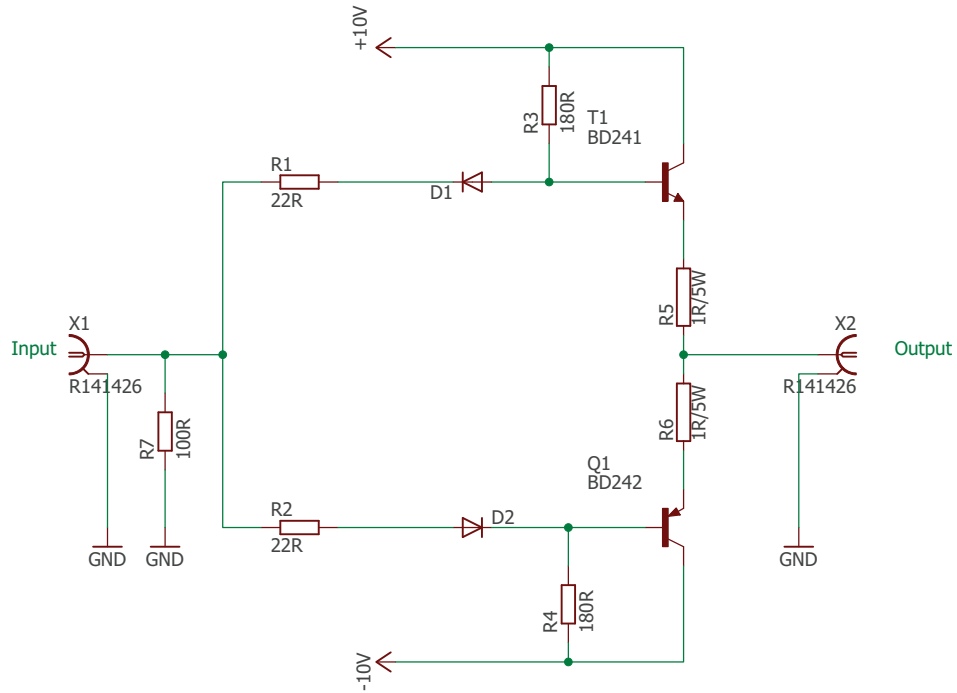 +10V
R3
180R
T1
BD241
R1
22R
D1
R5
1R/5W
X1
Input
R141426
X2
Output
R141426
R7
100R
R6
1R/5W
Q1
BD242
R2
22R
D2
GND
GND
GND
R4
180R
-10V